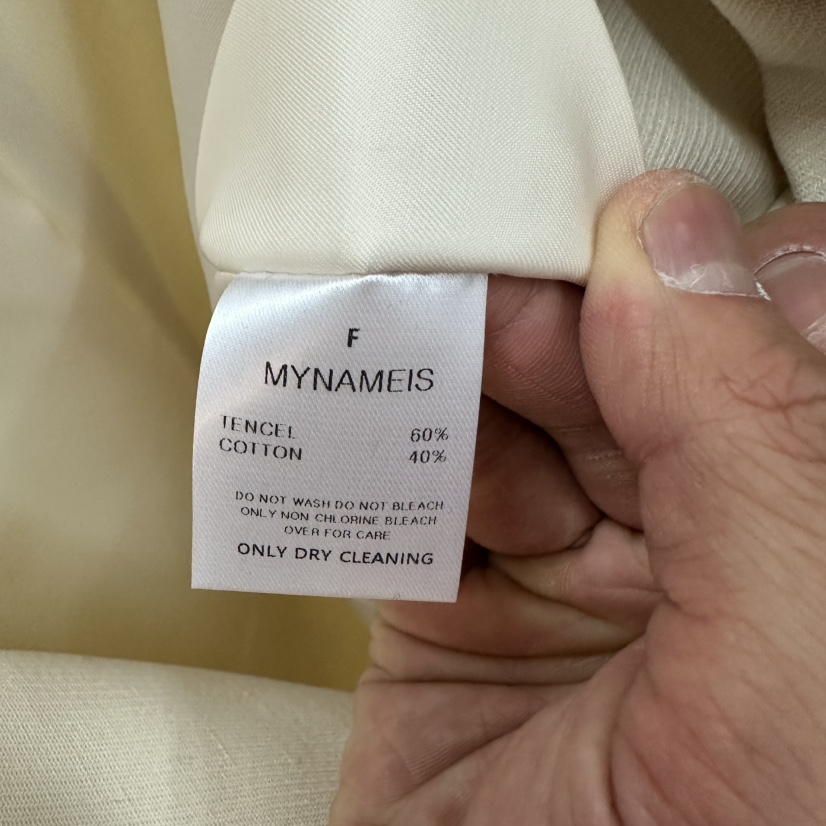 F
MYNAMEIS
TENCEL 60%
COTTON 40%
DO NOT WASH DO NOT BLEACH
ONLY NON CHLORINE BLEACH
OVER FOR CARE
ONLY DRY CLEANING